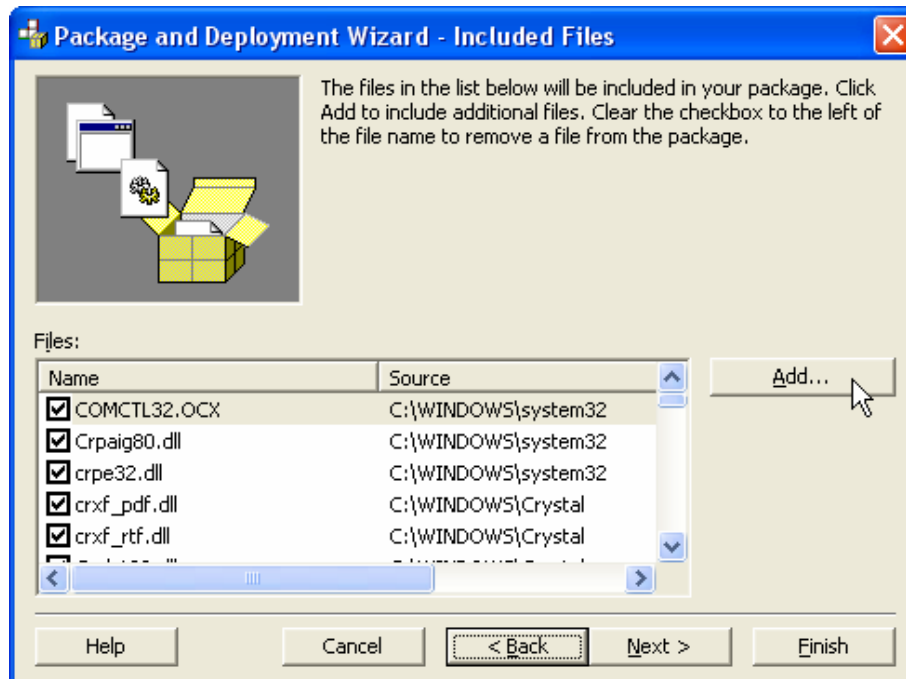 Package and Deployment Wizard - Included Files
The files in the list below will be included in your package. Click
Add to include additional files. Clear the checkbox to the left of
the file name to remove a file from the package.
Files:
Name Source
Add...
COMCTL32.OCX C:\WINDOWS\system32
Crpaig80.dll C:\WINDOWS\system32
crpe32.dll C:\WINDOWS\system32
crxf_pdf.dll C:\WINDOWS\Crystal
crxf_rtf.dll C:\WINDOWS\Crystal
Help Cancel < Back Next > Finish